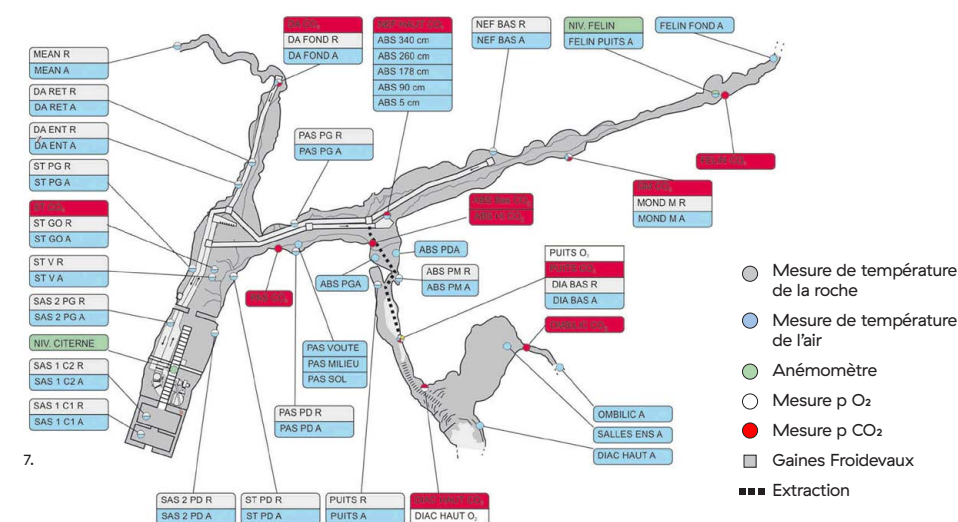 MEAN R
MEAN A
DA RET R
DA RET A
DA ENT R
DA ENT A
ST PG R
ST PG A
ST GO R
ST GO A
ST V R
ST V A
SAS 2 PG R
SAS 2 PG A
NIV. CITERNE
SAS 1 C2 R
SAS 1 C2 A
SAS 1 C1 R
SAS 1 C1 A
7.
DA FOND R
DA FOND A
ABS 340 cm
ABS 260 cm
ABS 178 cm
ABS 90 cm
ABS 5 cm
NEF BAS R
NEF BAS A
NIV. FELIN
FELIN PUITS A
FELIN FOND A
PAS PG R
PAS PG A
MOND M R
MOND M A
ABS PDA
ABS PGA
ABS PM R
ABS PM A
PUITS O₂
DIA BAS R
DIA BAS A
PAS VOUTE
PAS MILIEU
PAS SOL
PAS PD R
PAS PD A
OMBILIC A
SALLES ENS A
DIAC HAUT A
SAS 2 PD R
SAS 2 PD A
ST PD R
ST PD A
PUITS R
PUITS A
DIAC HAUT O₂
Mesure de température
de la roche
Mesure de température
de l'air
Anémomètre
Mesure p O₂
Mesure p CO₂
Gaines Froidevaux
Extraction